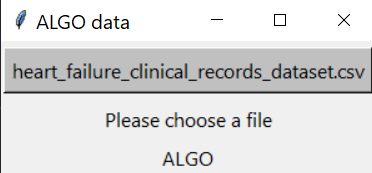 ALGO data
heart_failure_clinical_records_dataset.csv
Please choose a file
ALGO